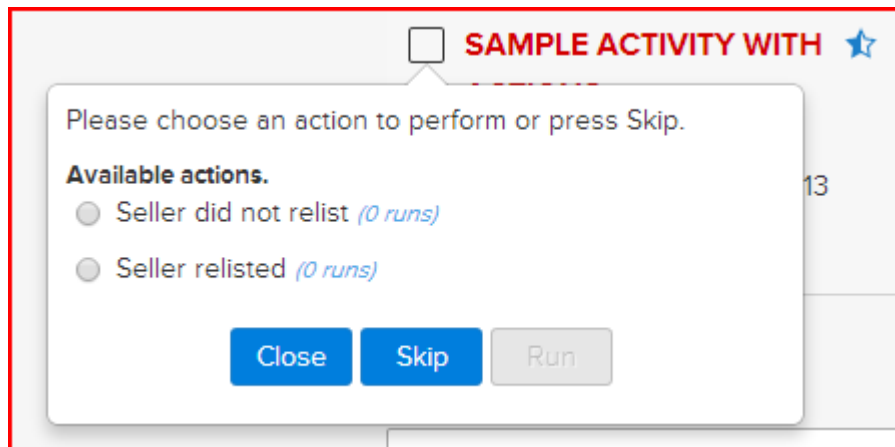 SAMPLE ACTIVITY WITH
Please choose an action to perform or press Skip.
Available actions.
13
Seller did not relist (0 runs)
Seller relisted (0 runs)
Close Skip Run